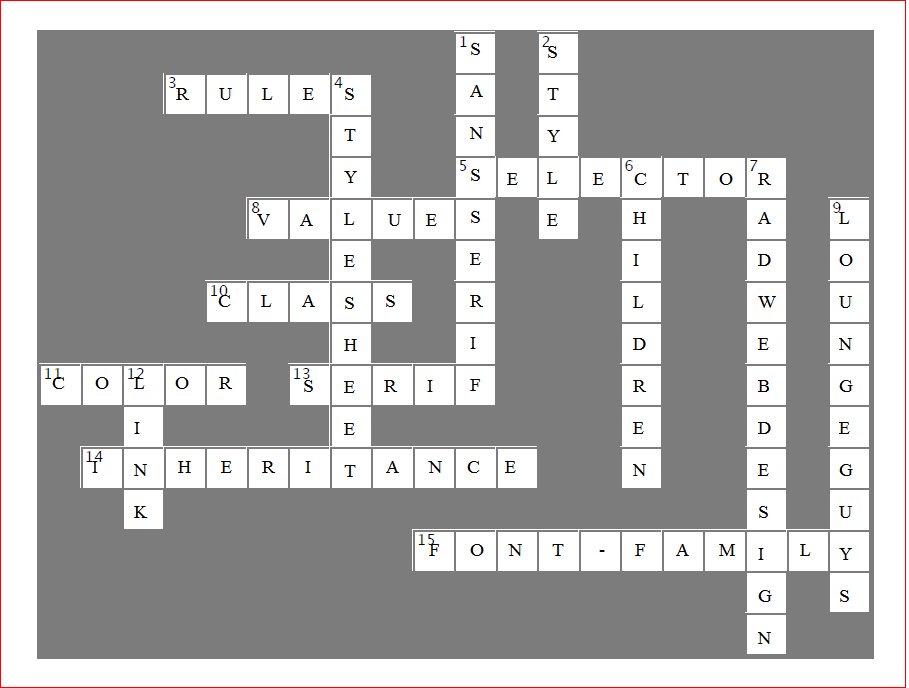 1 S 2 S
3 R U L E 4 S A T
T N Y
Y 5 S E L E 6 C T O 7 R
8 V A L U E S E H A 9 L
E E I D O
10 C L A S S R L W U
H I D E N
11 C O 12 L O R 13 S E R I F R B G
I E E D E
14 I N H E R I T A N C E N E G
K S U
15 F O N T - F A M I L Y
G S
N